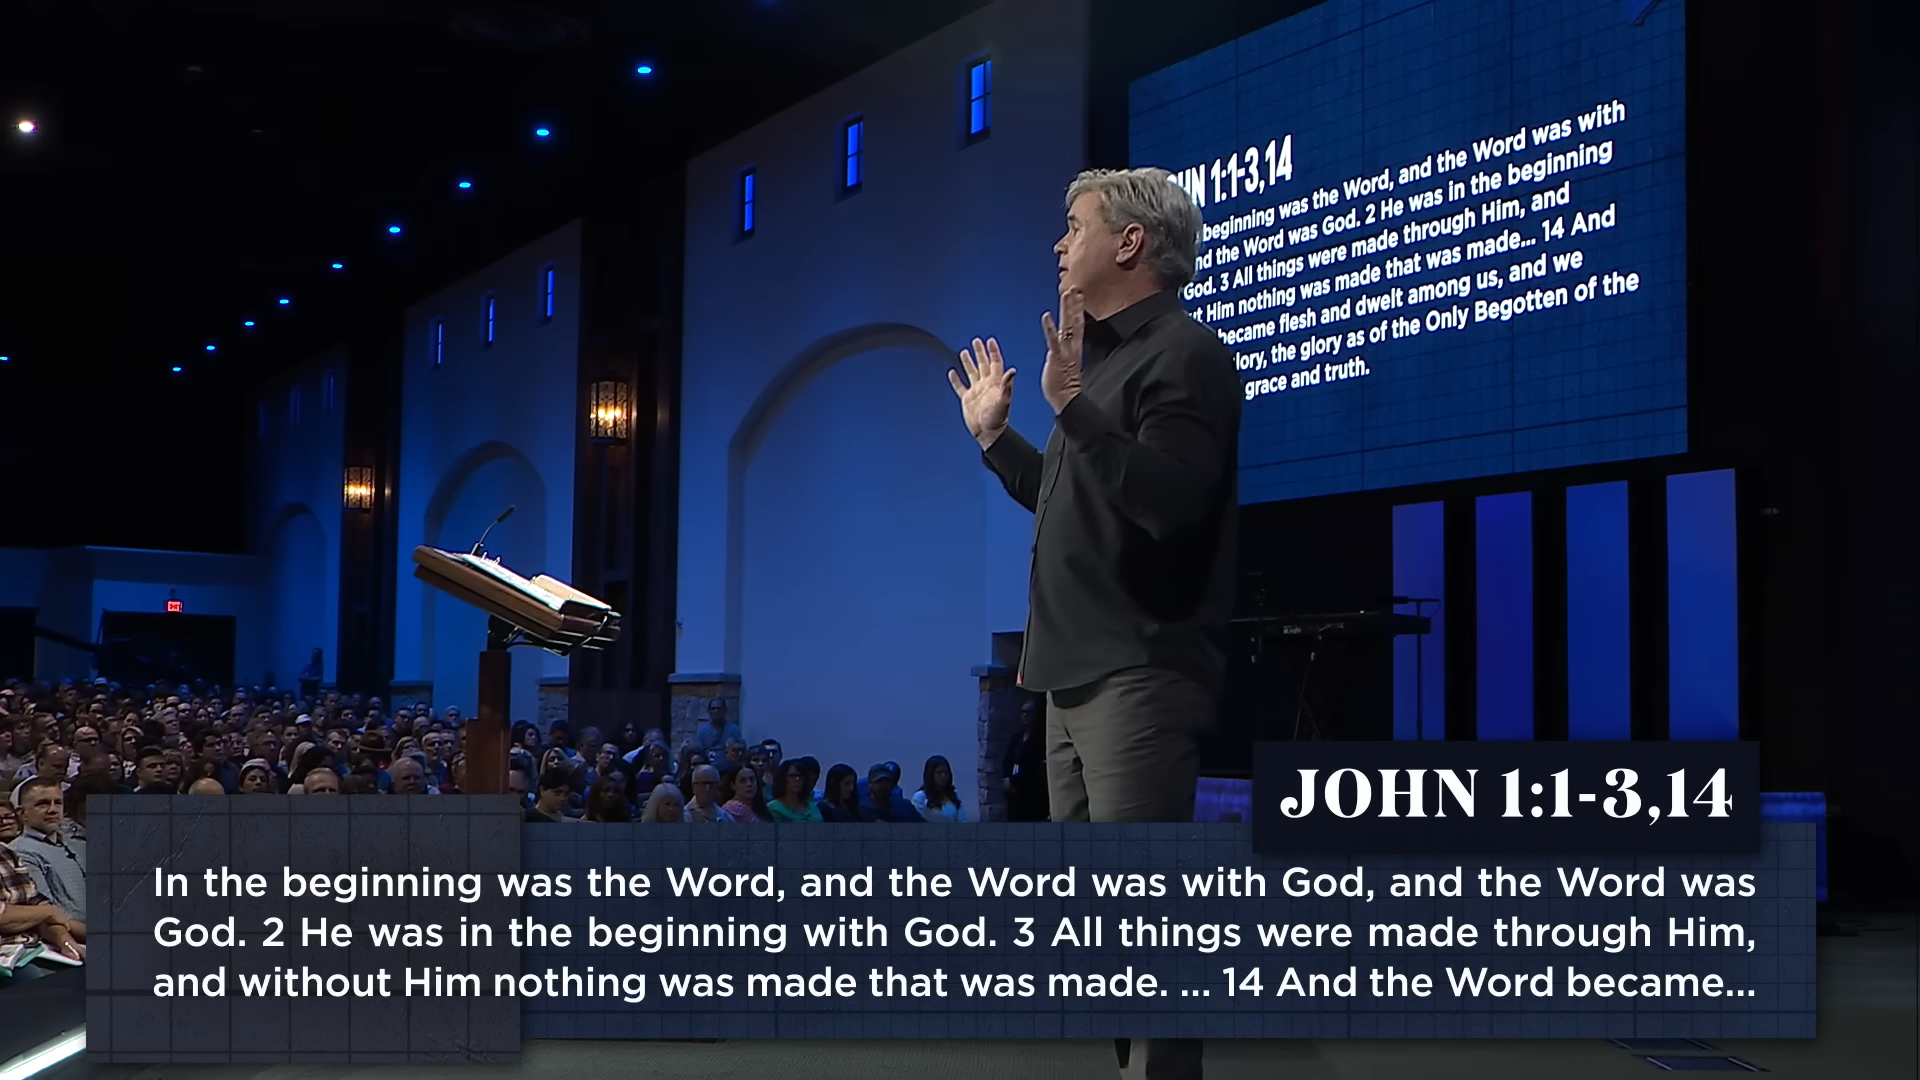 HN 1:1-3,14
beginning was the Word, and the Word was with
nd the Word was God. 2 He was in the beginning
God. 3 All things were made through Him, and
ut Him nothing was made that was made... 14 And
became flesh and dwelt among us, and we
lory, the glory as of the Only Begotten of the
grace and truth.
JOHN 1:1-3,14
In the beginning was the Word, and the Word was with God, and the Word was
God. 2 He was in the beginning with God. 3 All things were made through Him,
and without Him nothing was made that was made. ... 14 And the Word became...